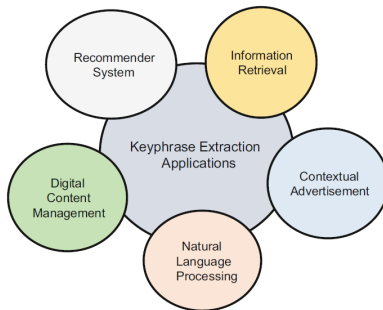 Recommender
System
Information
Retrieval
Keyphrase Extraction
Applications
Digital
Content
Management
Contextual
Advertisement
Natural
Language
Processing